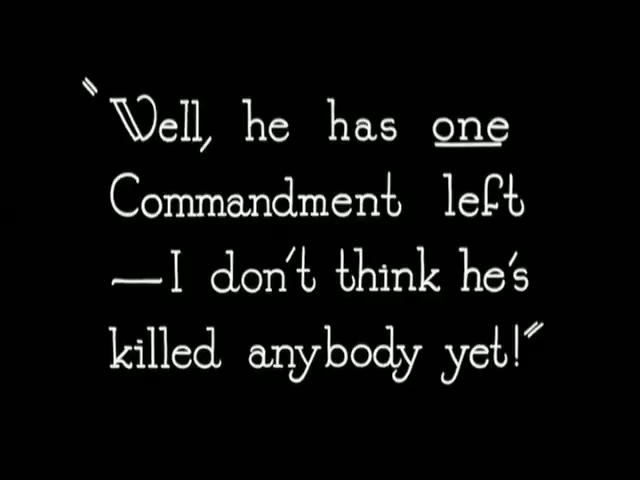 "Well, he has one
Commandment left
—I don't think he's
killed anybody yet!"